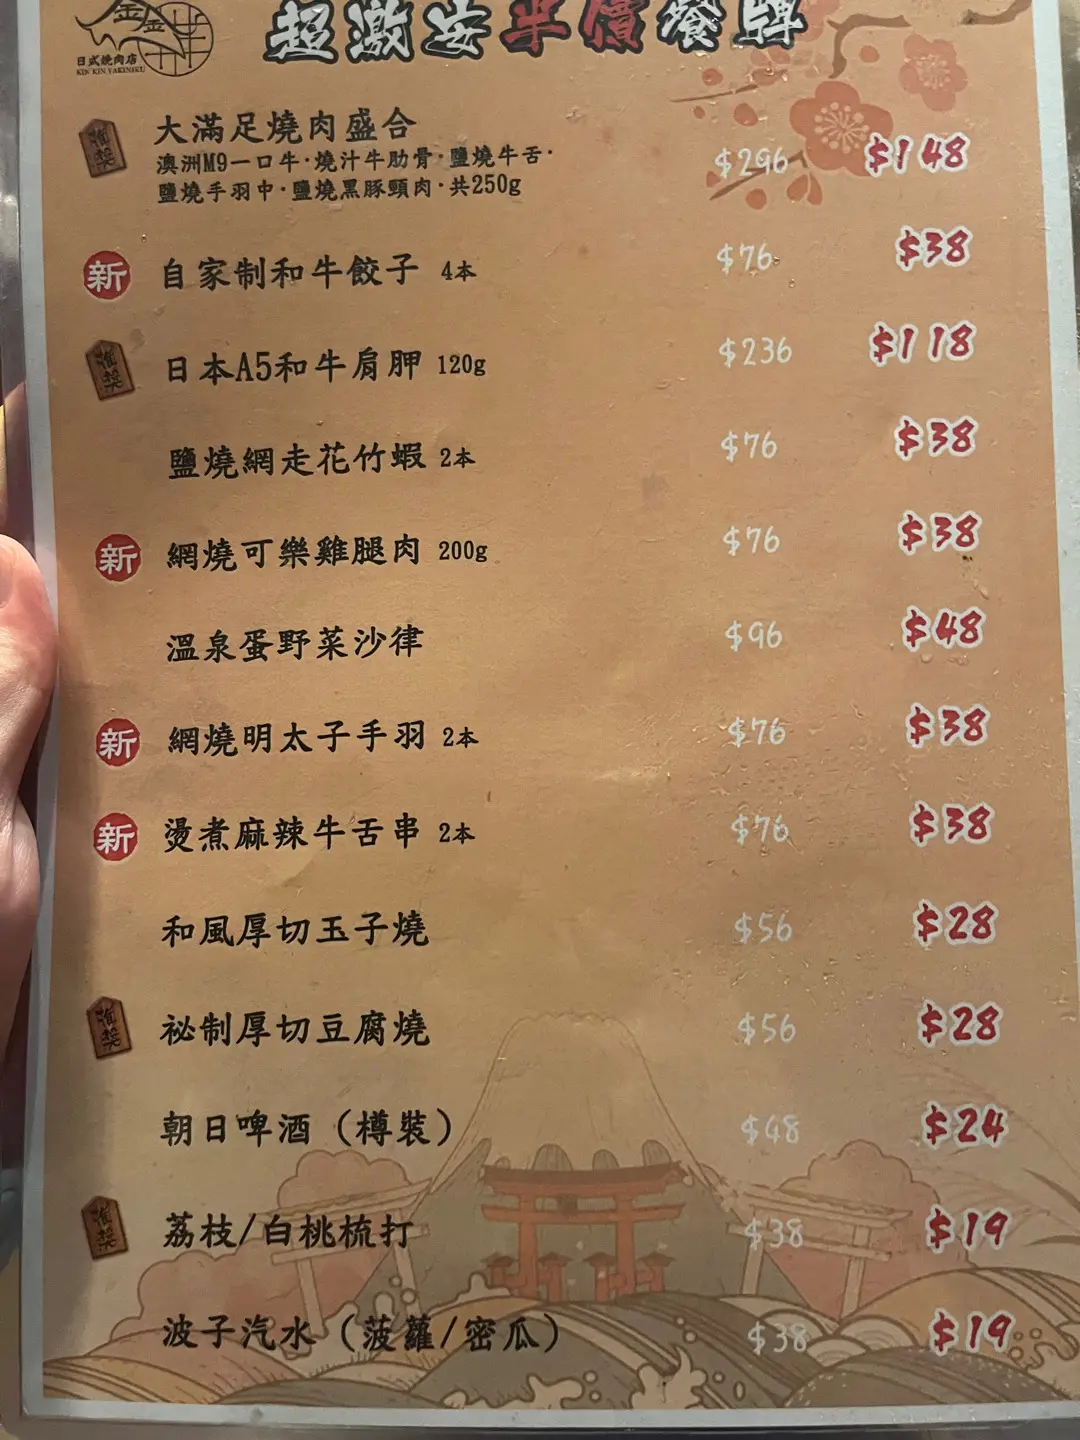 金金牛
日式燒肉店
KIN KIN YAKINIKU
超激安半價餐牌
推獎 大滿足燒肉盛合 $296 $148
澳洲M9一口牛·燒汁牛肋骨·鹽燒牛舌·
鹽燒手羽中·鹽燒黑豚頸肉·共250g
新 自家制和牛餃子 4本 $76 $38
推獎 日本A5和牛肩胛 120g $236 $118
鹽燒網走花竹蝦 2本 $76 $38
新 網燒可樂雞腿肉 200g $76 $38
溫泉蛋野菜沙律 $96 $48
新 網燒明太子手羽 2本 $76 $38
新 燙煮麻辣牛舌串 2本 $76 $38
和風厚切玉子燒 $56 $28
推獎 祕制厚切豆腐燒 $56 $28
朝日啤酒（樽裝） $48 $24
推獎 荔枝/白桃梳打 $38 $19
波子汽水（菠蘿/密瓜） $38 $19